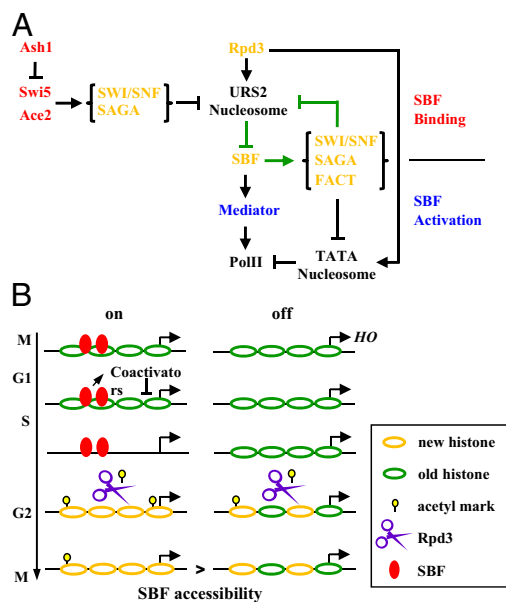 A
Ash1
Rpd3
Swi5
Ace2
SWI/SNF
SAGA
URS2
Nucleosome
SBF
Binding
SBF
SWI/SNF
SAGA
FACT
Mediator
SBF
Activation
PolII
TATA
Nucleosome
B
on
off
M
HO
G1
Coactivato
rs
S
G2
M
>
SBF accessibility
new histone
old histone
acetyl mark
Rpd3
SBF